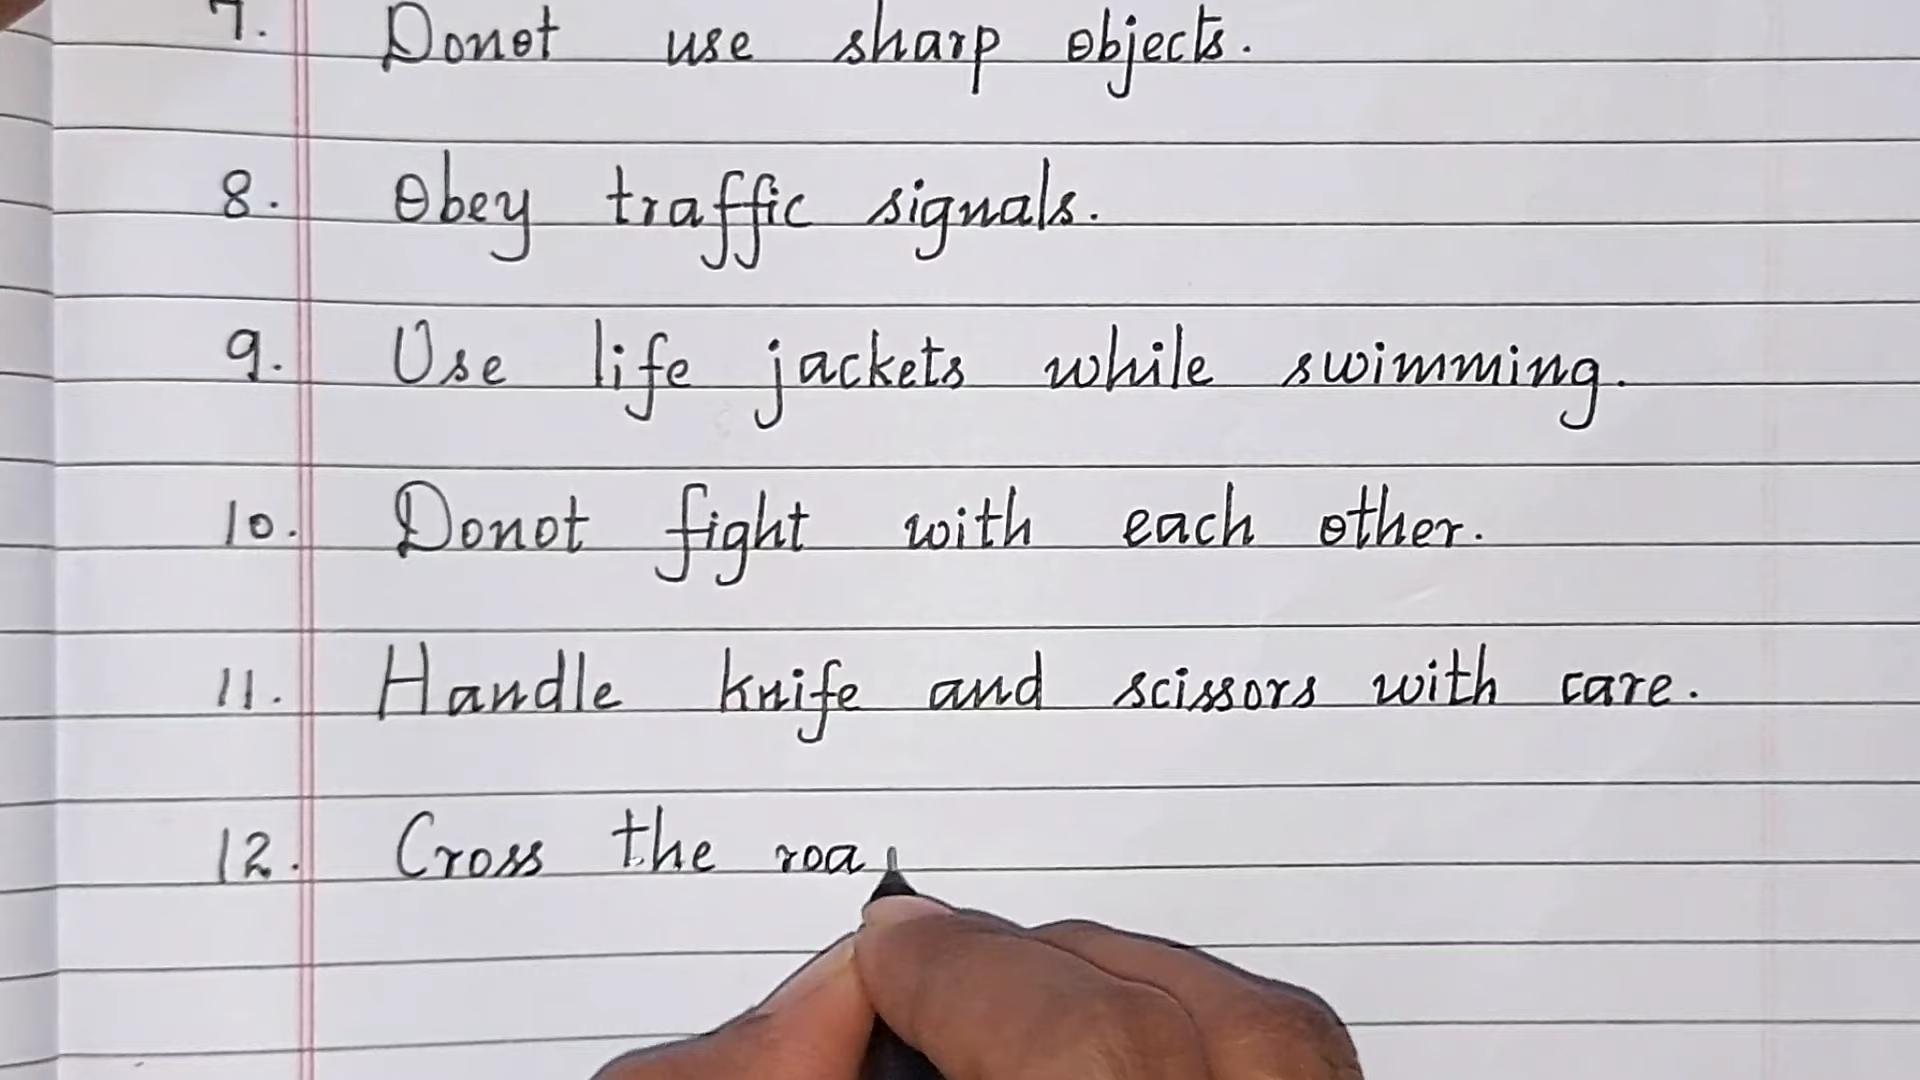 7. Donot use sharp objects.
8. Obey traffic signals.
9. Use life jackets while swimming.
10. Donot fight with each other.
11. Handle knife and scissors with care.
12. Cross the roa